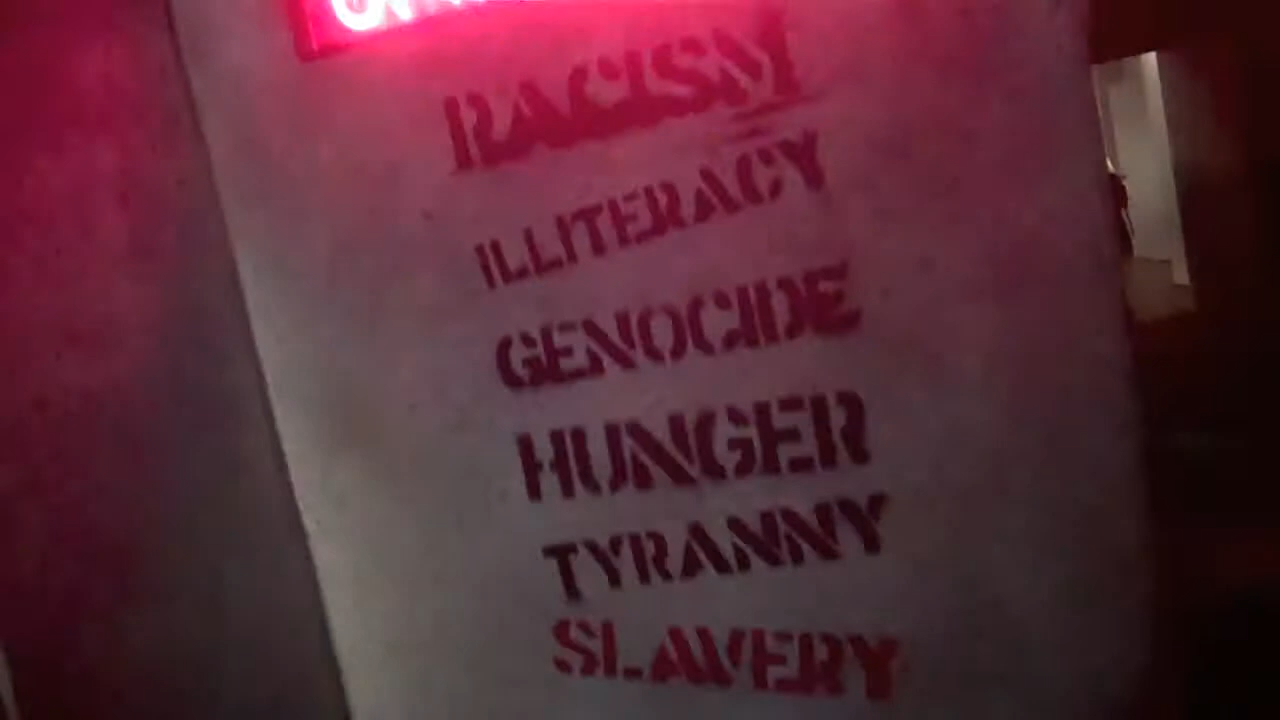 RACISM
ILLITERACY
GENOCIDE
HUNGER
TYRANNY
SLAVERY